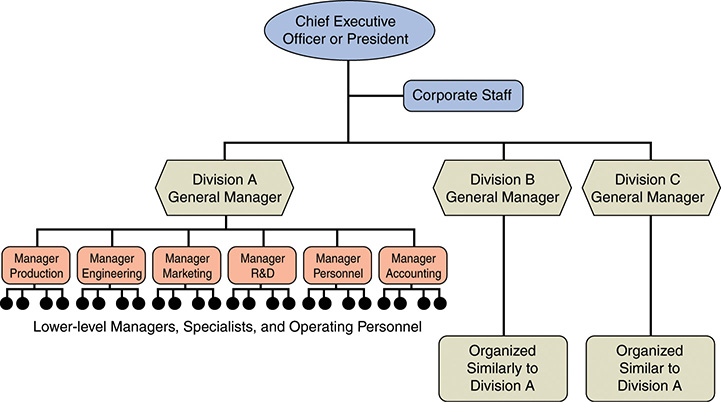 Chief Executive
Officer or President
Corporate Staff
Division A
General Manager
Division B
General Manager
Division C
General Manager
Manager
Production
Manager
Engineering
Manager
Marketing
Manager
R&D
Manager
Personnel
Manager
Accounting
Lower-level Managers, Specialists, and Operating Personnel
Organized
Similarly to
Division A
Organized
Similar to
Division A